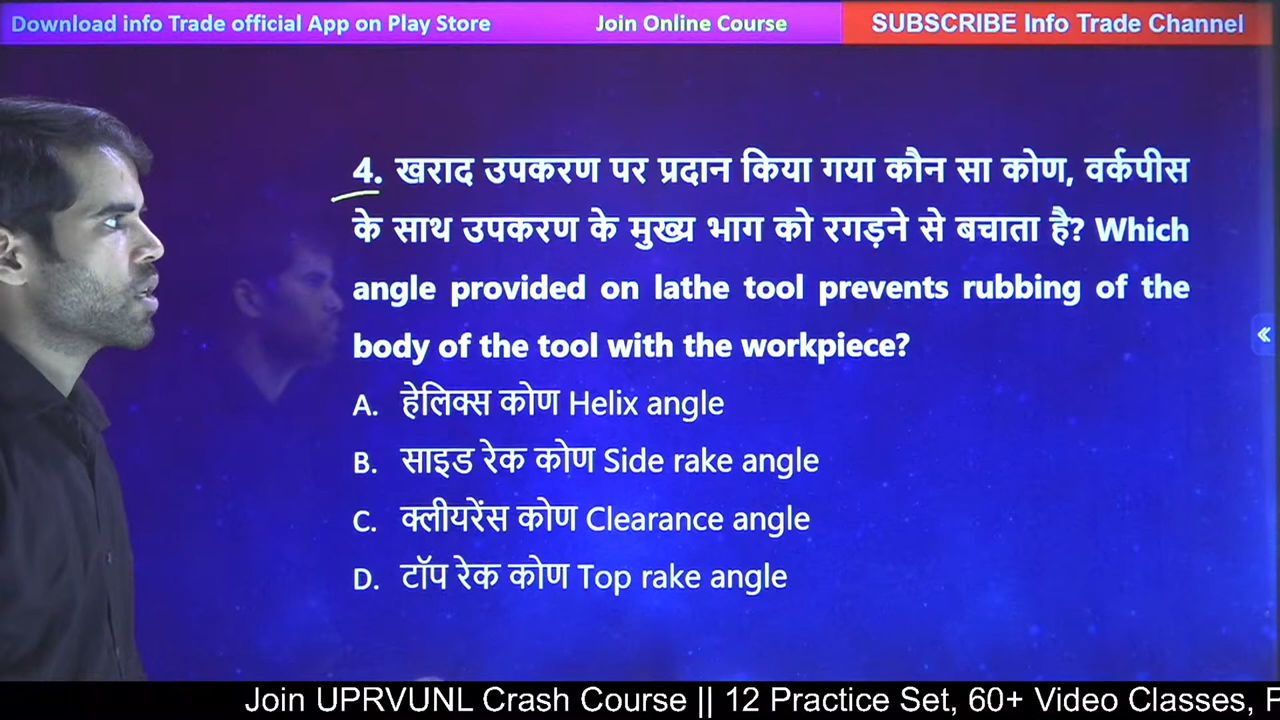 Download info Trade official App on Play Store
Join Online Course
SUBSCRIBE Info Trade Channel
4. खराद उपकरण पर प्रदान किया गया कौन सा कोण, वर्कपीस
के साथ उपकरण के मुख्य भाग को रगड़ने से बचाता है? Which
angle provided on lathe tool prevents rubbing of the
body of the tool with the workpiece?
A. हेलिक्स कोण Helix angle
B. साइड रेक कोण Side rake angle
C. क्लीयरेंस कोण Clearance angle
D. टॉप रेक कोण Top rake angle
Join UPRVUNL Crash Course || 12 Practice Set, 60+ Video Classes,